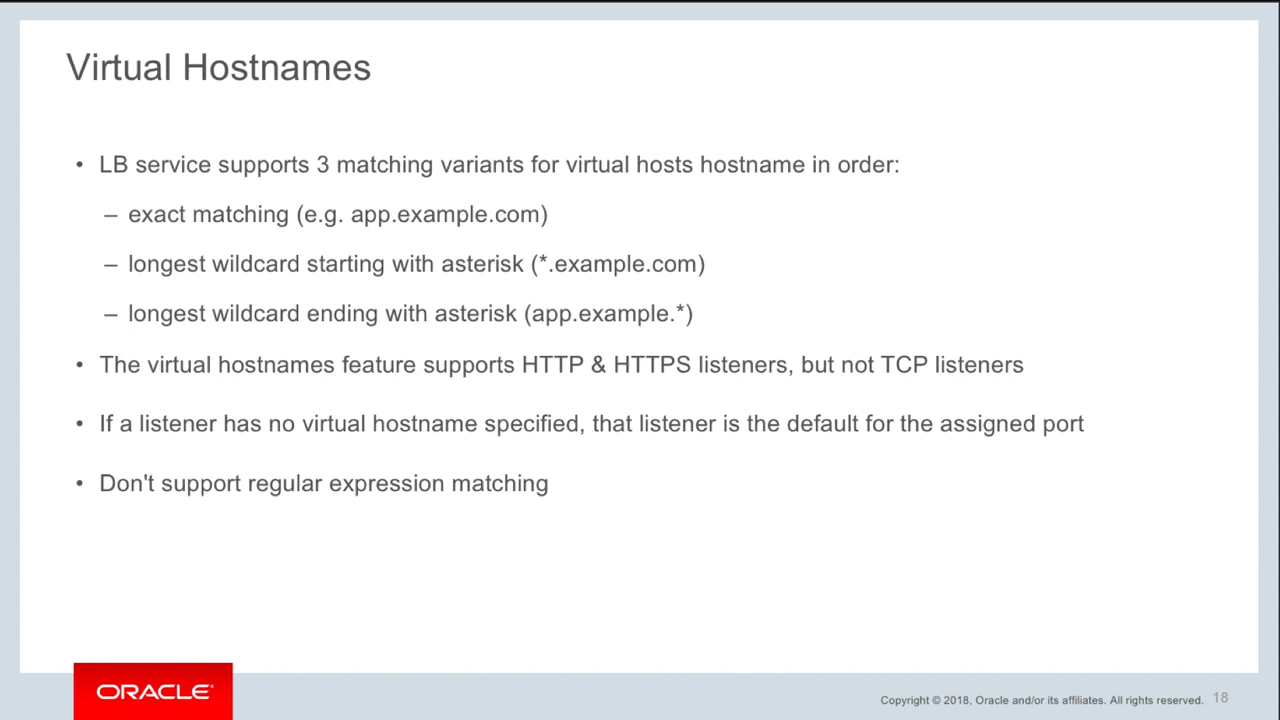 Virtual Hostnames
• LB service supports 3 matching variants for virtual hosts hostname in order:
– exact matching (e.g. app.example.com)
– longest wildcard starting with asterisk (*.example.com)
– longest wildcard ending with asterisk (app.example.*)
• The virtual hostnames feature supports HTTP & HTTPS listeners, but not TCP listeners
• If a listener has no virtual hostname specified, that listener is the default for the assigned port
• Don't support regular expression matching
ORACLE®
Copyright © 2018, Oracle and/or its affiliates. All rights reserved. 18